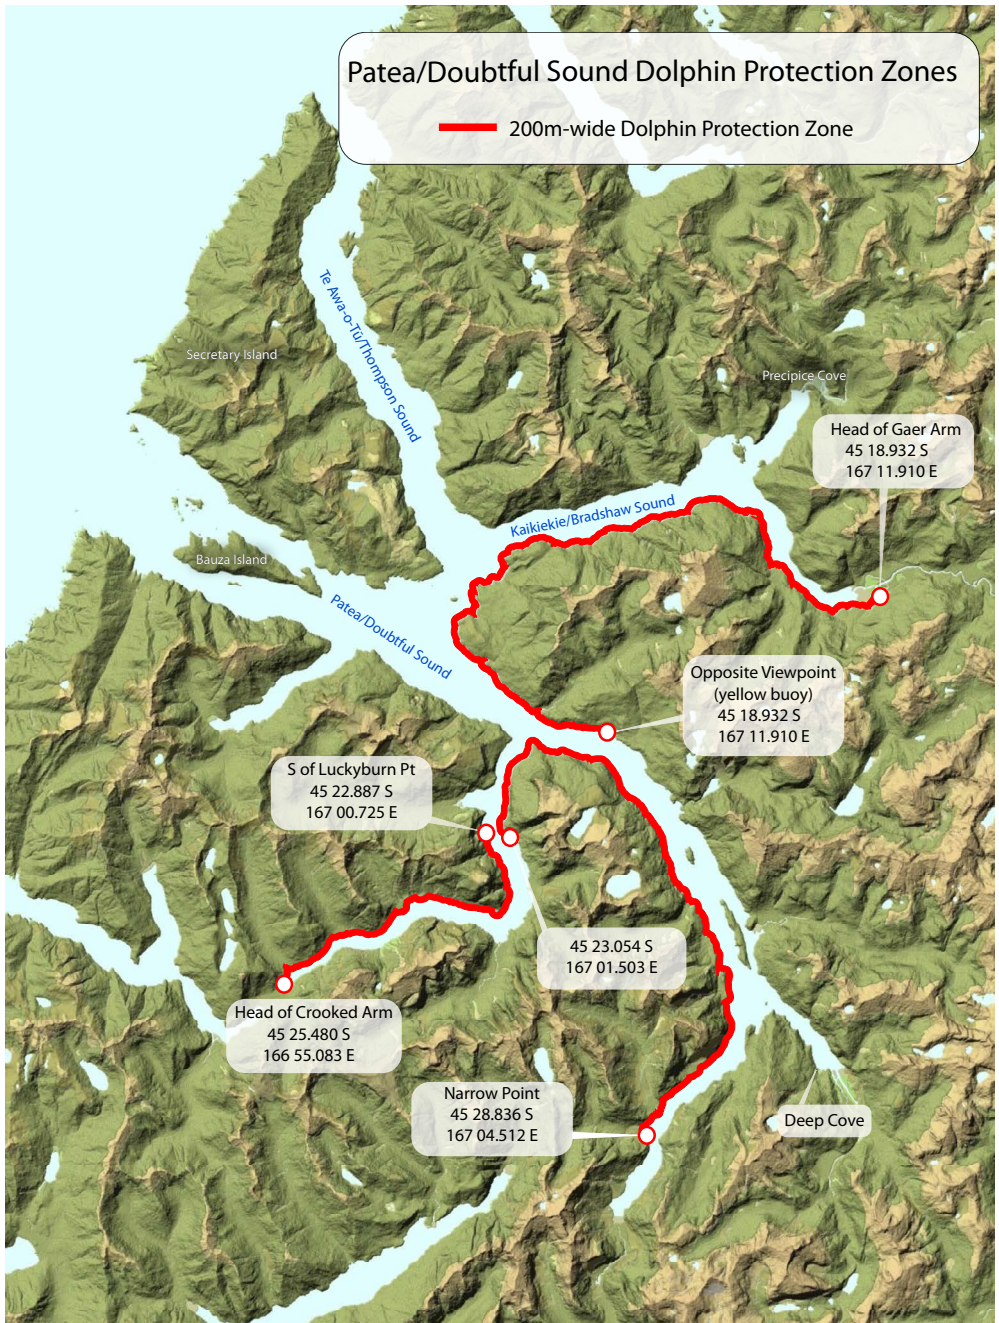 Patea/Doubtful Sound Dolphin Protection Zones
200m-wide Dolphin Protection Zone
Te Awa-o-Tū/Thompson Sound
Secretary Island
Precipice Cove
Head of Gaer Arm
45 18.932 S
167 11.910 E
Kaikiekie/Bradshaw Sound
Bauza Island
Patea/Doubtful Sound
Opposite Viewpoint
(yellow buoy)
45 18.932 S
167 11.910 E
S of Luckyburn Pt
45 22.887 S
167 00.725 E
45 23.054 S
167 01.503 E
Head of Crooked Arm
45 25.480 S
166 55.083 E
Narrow Point
45 28.836 S
167 04.512 E
Deep Cove